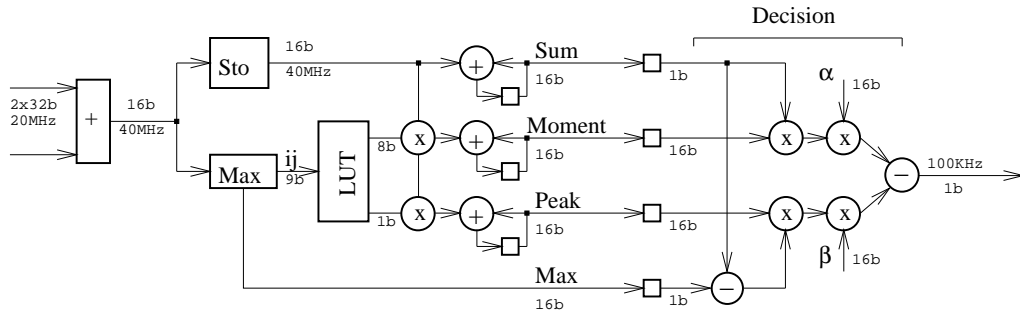 Decision
16b
Sum
Sto
40MHz
+
16b
1b
α
2x32b
16b
20MHz
40MHz
+
16b
Moment
ij
8b
x
+
x
x
16b
16b
LUT
Max
9b
100KHz
−
1b
Peak
1b
x
+
x
x
16b
16b
β
16b
Max
16b
1b
−